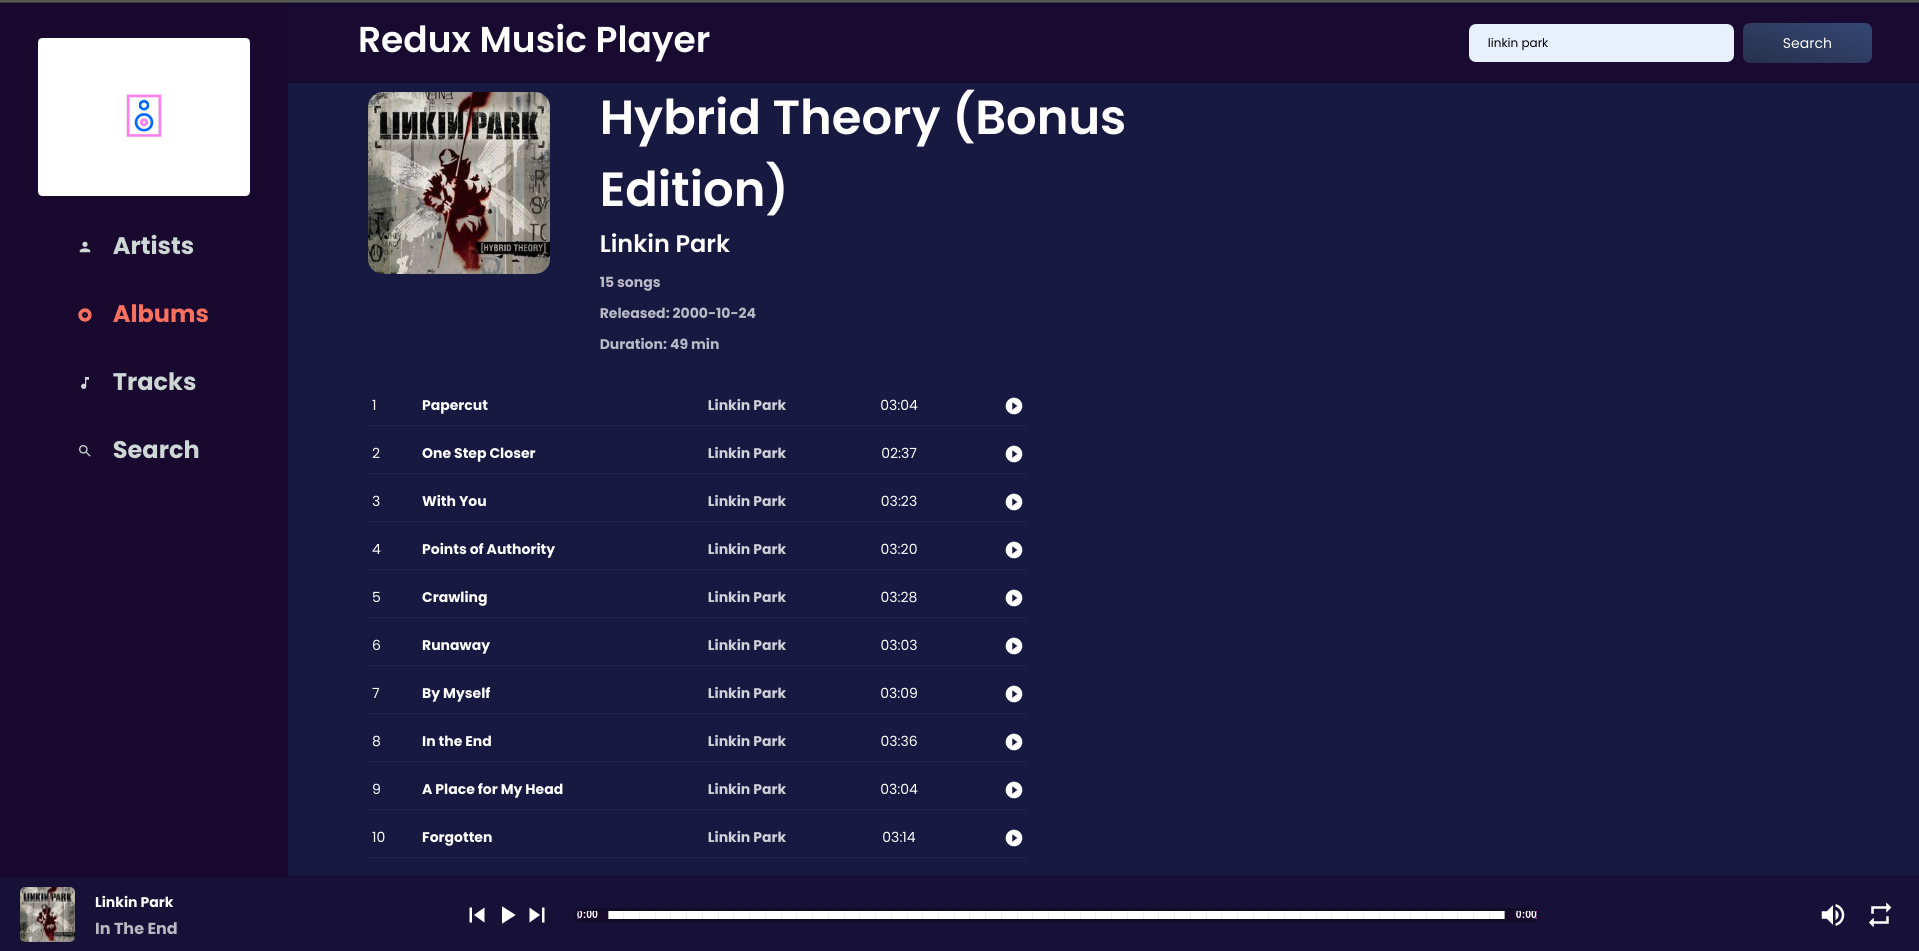 Redux Music Player
linkin park
Search
Artists
Albums
Tracks
Search
LINKIN PARK
[HYBRID THEORY]
Hybrid Theory (Bonus
Edition)
Linkin Park
15 songs
Released: 2000-10-24
Duration: 49 min
1 Papercut Linkin Park 03:04
2 One Step Closer Linkin Park 02:37
3 With You Linkin Park 03:23
4 Points of Authority Linkin Park 03:20
5 Crawling Linkin Park 03:28
6 Runaway Linkin Park 03:03
7 By Myself Linkin Park 03:09
8 In the End Linkin Park 03:36
9 A Place for My Head Linkin Park 03:04
10 Forgotten Linkin Park 03:14
LINKIN PARK
Linkin Park
In The End
0:00
0:00